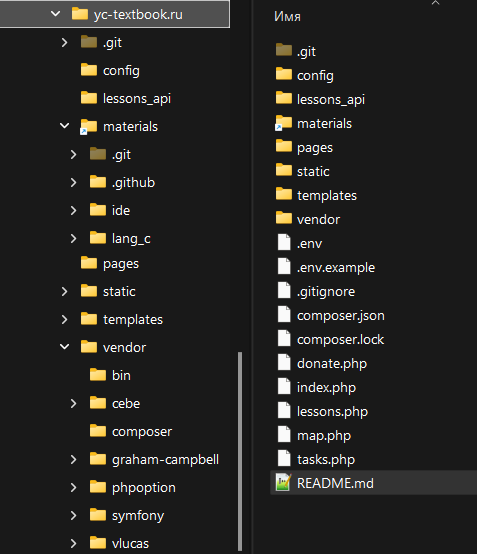 yc-textbook.ru
.git
config
lessons_api
materials
.git
.github
ide
lang_c
pages
static
templates
vendor
bin
cebe
composer
graham-campbell
phpoption
symfony
vlucas
Имя
.git
config
lessons_api
materials
pages
static
templates
vendor
.env
.env.example
.gitignore
composer.json
composer.lock
donate.php
index.php
lessons.php
map.php
tasks.php
README.md